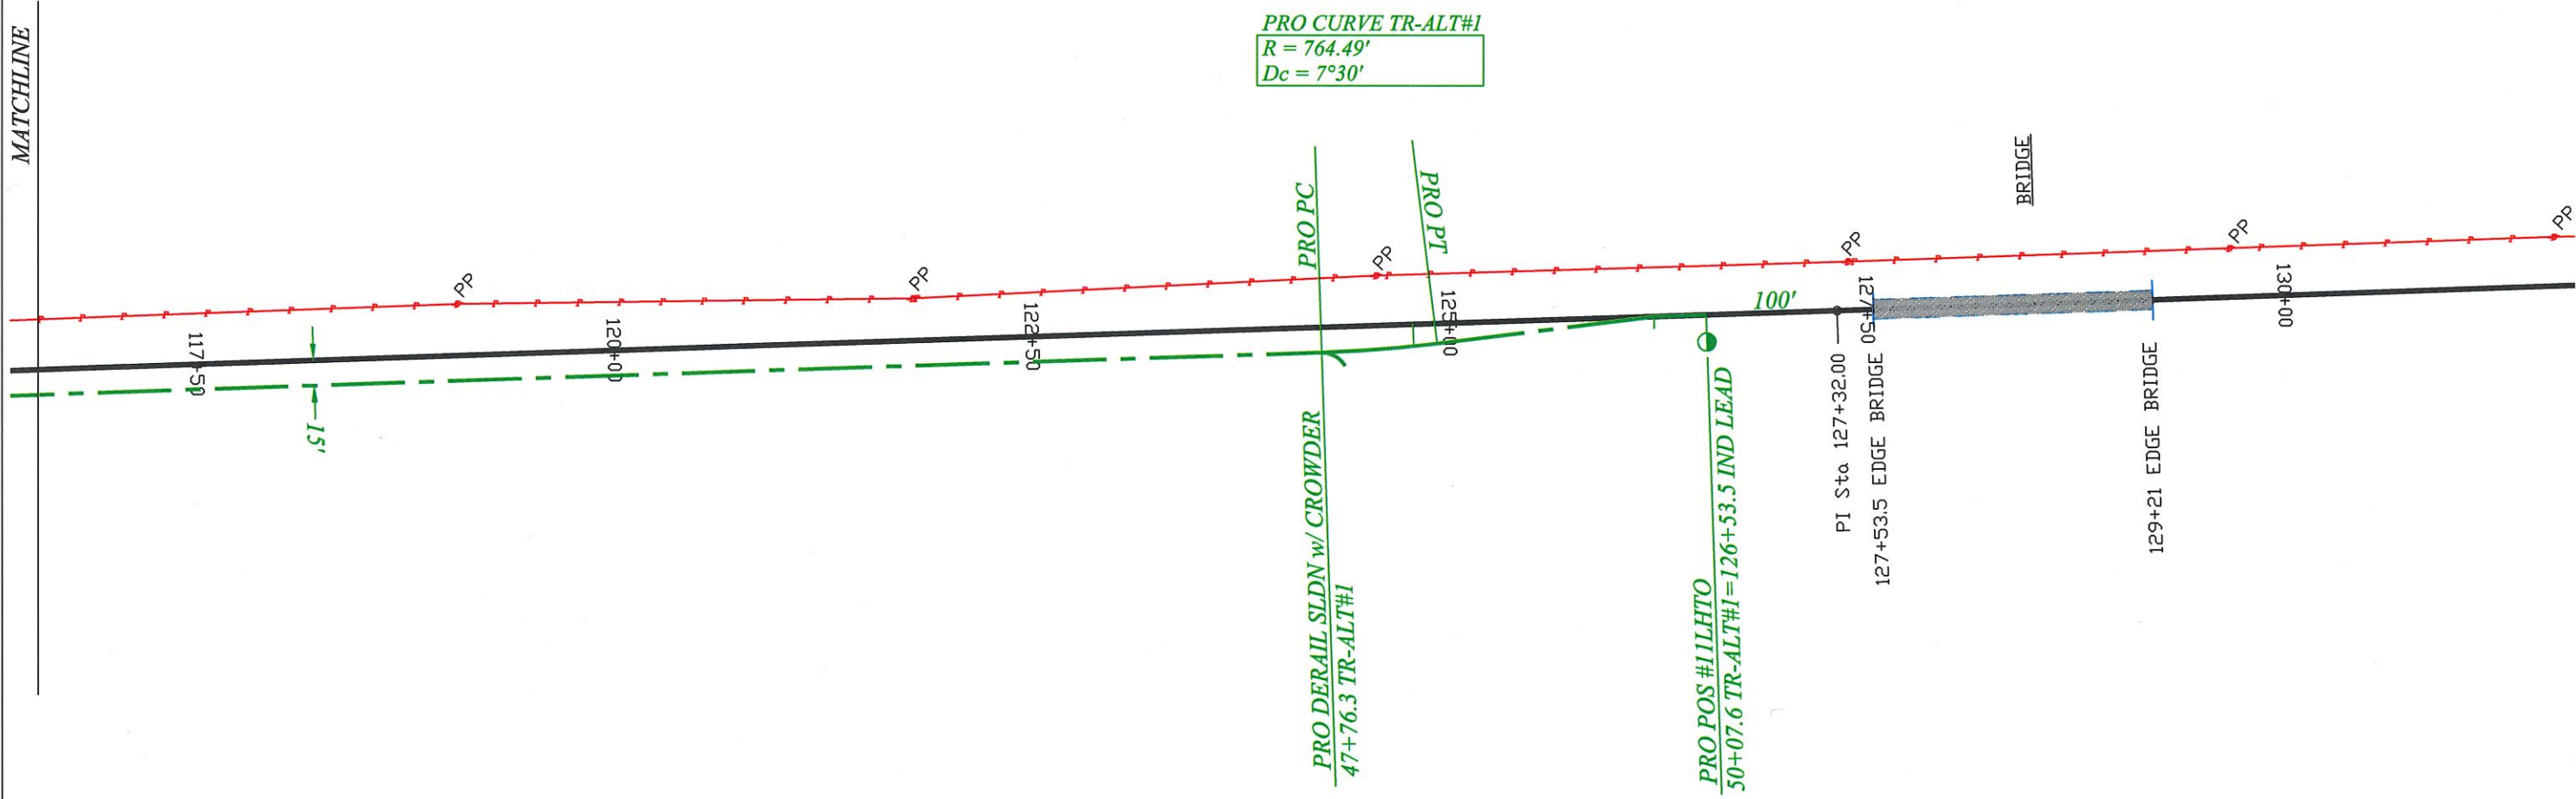 MATCHLINE
PRO CURVE TR-ALT#1
R = 764.49'
Dc = 7°30'
PRO PC
PRO PT
BRIDGE
PP
PP
PP
PP
PP
PP
117+50
120+00
122+50
125+00
127+50
130+00
100'
15'
PRO DERAIL SLDN w/ CROWDER
47+76.3 TR-ALT#1
PRO POS #11LHTO
50+07.6 TR-ALT#1=126+53.5 IND LEAD
PI Sta 127+32.00
127+53.5 EDGE BRIDGE
129+21 EDGE BRIDGE